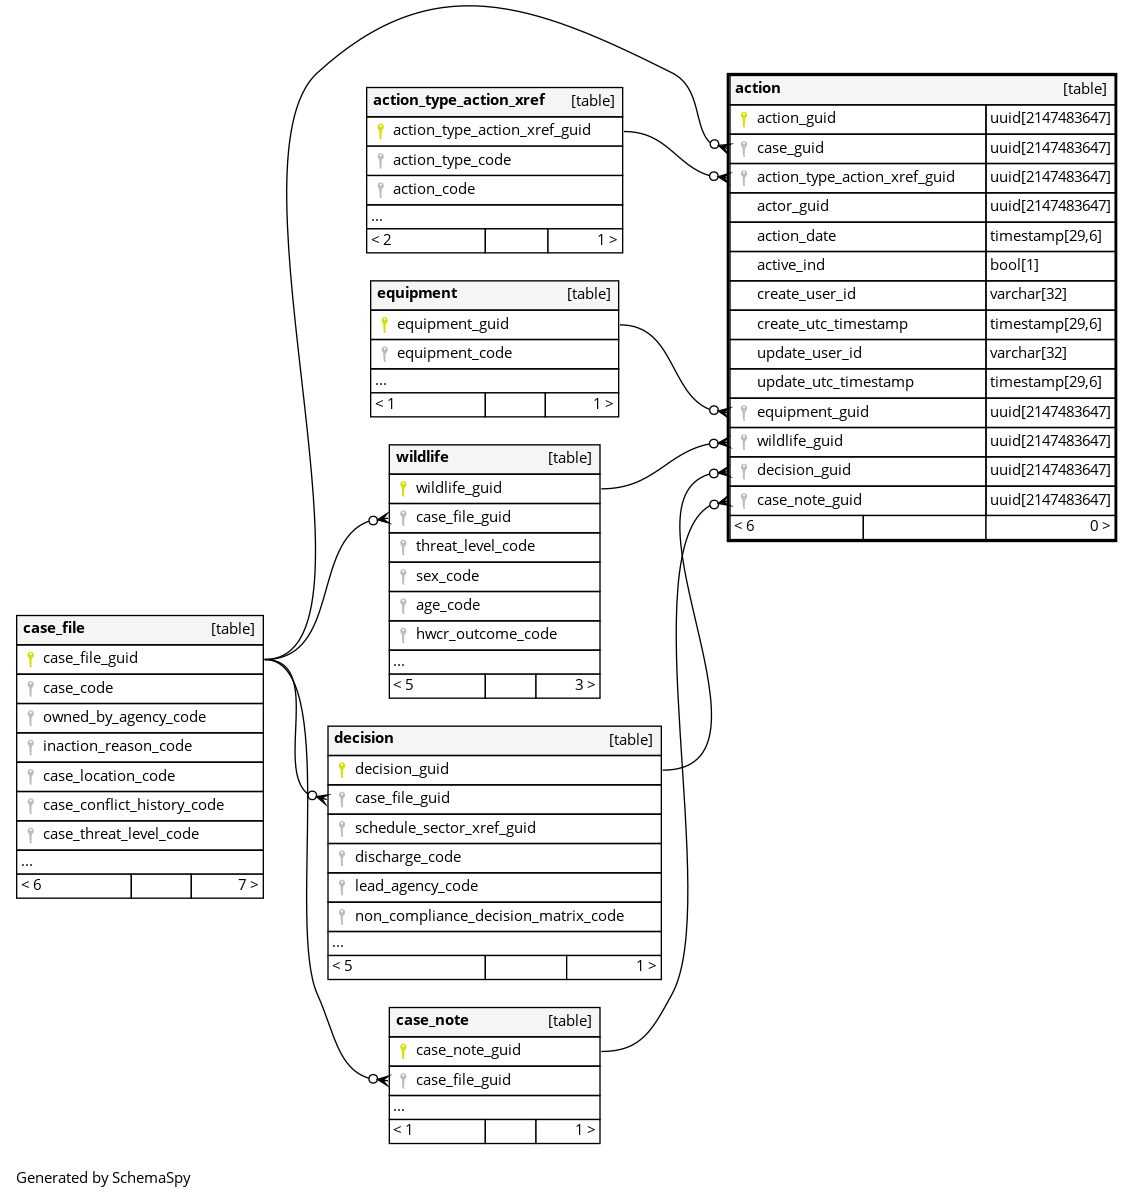 action_type_action_xref [table]
action_type_action_xref_guid
action_type_code
action_code
...
< 2 1 >
equipment [table]
equipment_guid
equipment_code
...
< 1 1 >
wildlife [table]
wildlife_guid
case_file_guid
threat_level_code
sex_code
age_code
hwcr_outcome_code
...
< 5 3 >
action [table]
action_guid uuid[2147483647]
case_guid uuid[2147483647]
action_type_action_xref_guid uuid[2147483647]
actor_guid uuid[2147483647]
action_date timestamp[29,6]
active_ind bool[1]
create_user_id varchar[32]
create_utc_timestamp timestamp[29,6]
update_user_id varchar[32]
update_utc_timestamp timestamp[29,6]
equipment_guid uuid[2147483647]
wildlife_guid uuid[2147483647]
decision_guid uuid[2147483647]
case_note_guid uuid[2147483647]
< 6 0 >
case_file [table]
case_file_guid
case_code
owned_by_agency_code
inaction_reason_code
case_location_code
case_conflict_history_code
case_threat_level_code
...
< 6 7 >
decision [table]
decision_guid
case_file_guid
schedule_sector_xref_guid
discharge_code
lead_agency_code
non_compliance_decision_matrix_code
...
< 5 1 >
case_note [table]
case_note_guid
case_file_guid
...
< 1 1 >
Generated by SchemaSpy